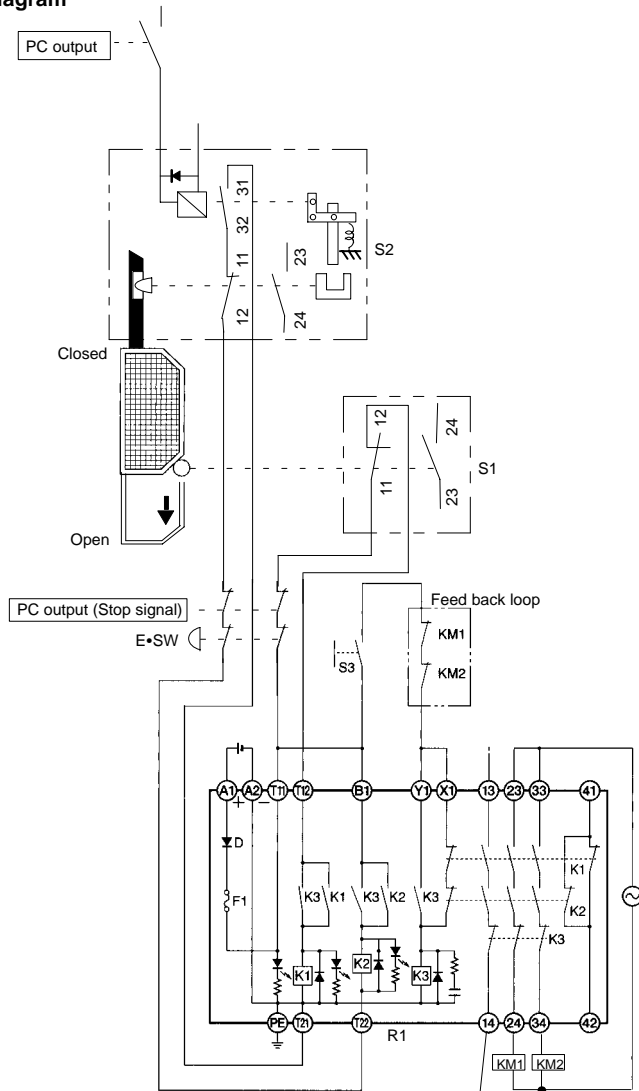 agram
PC output
31
32
11
12
23
24
S2
Closed
Open
12
11
24
23
S1
PC output (Stop signal)
E•SW
S3
Feed back loop
KM1
KM2
A1 A2 T11 T12 B1 Y1 X1 13 23 33 41
+ −
D
F1
K3 K1 K3 K2 K3
K1
K2
K3
K1 K2 K3
PE T21 T22 R1 14 24 34 42
KM1 KM2